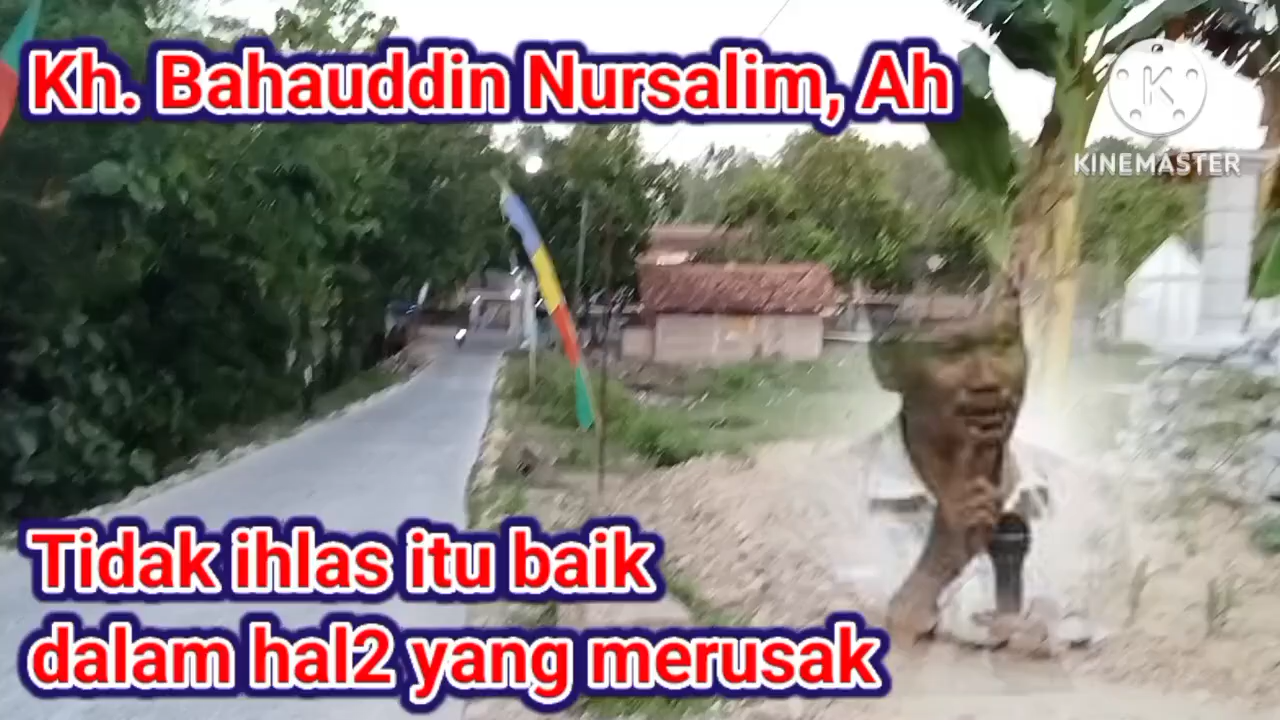 Kh. Bahauddin Nursalim, Ah
KINEMASTER
Tidak ihlas itu baik
dalam hal2 yang merusak